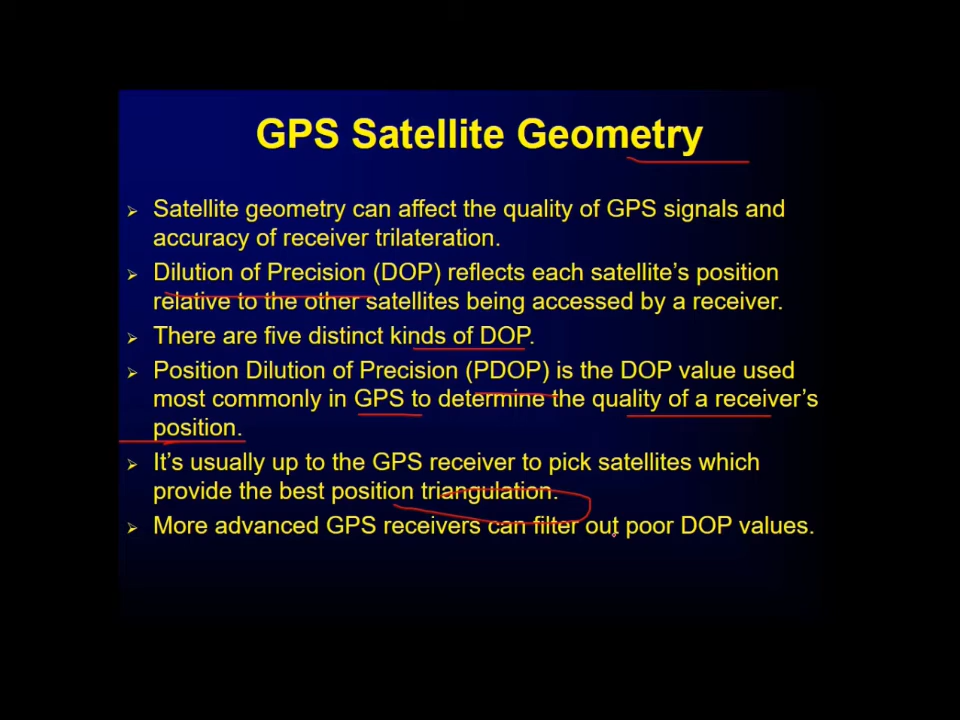 GPS Satellite Geometry
Satellite geometry can affect the quality of GPS signals and
accuracy of receiver trilateration.
Dilution of Precision (DOP) reflects each satellite's position
relative to the other satellites being accessed by a receiver.
There are five distinct kinds of DOP.
Position Dilution of Precision (PDOP) is the DOP value used
most commonly in GPS to determine the quality of a receiver's
position.
It's usually up to the GPS receiver to pick satellites which
provide the best position triangulation.
More advanced GPS receivers can filter out poor DOP values.